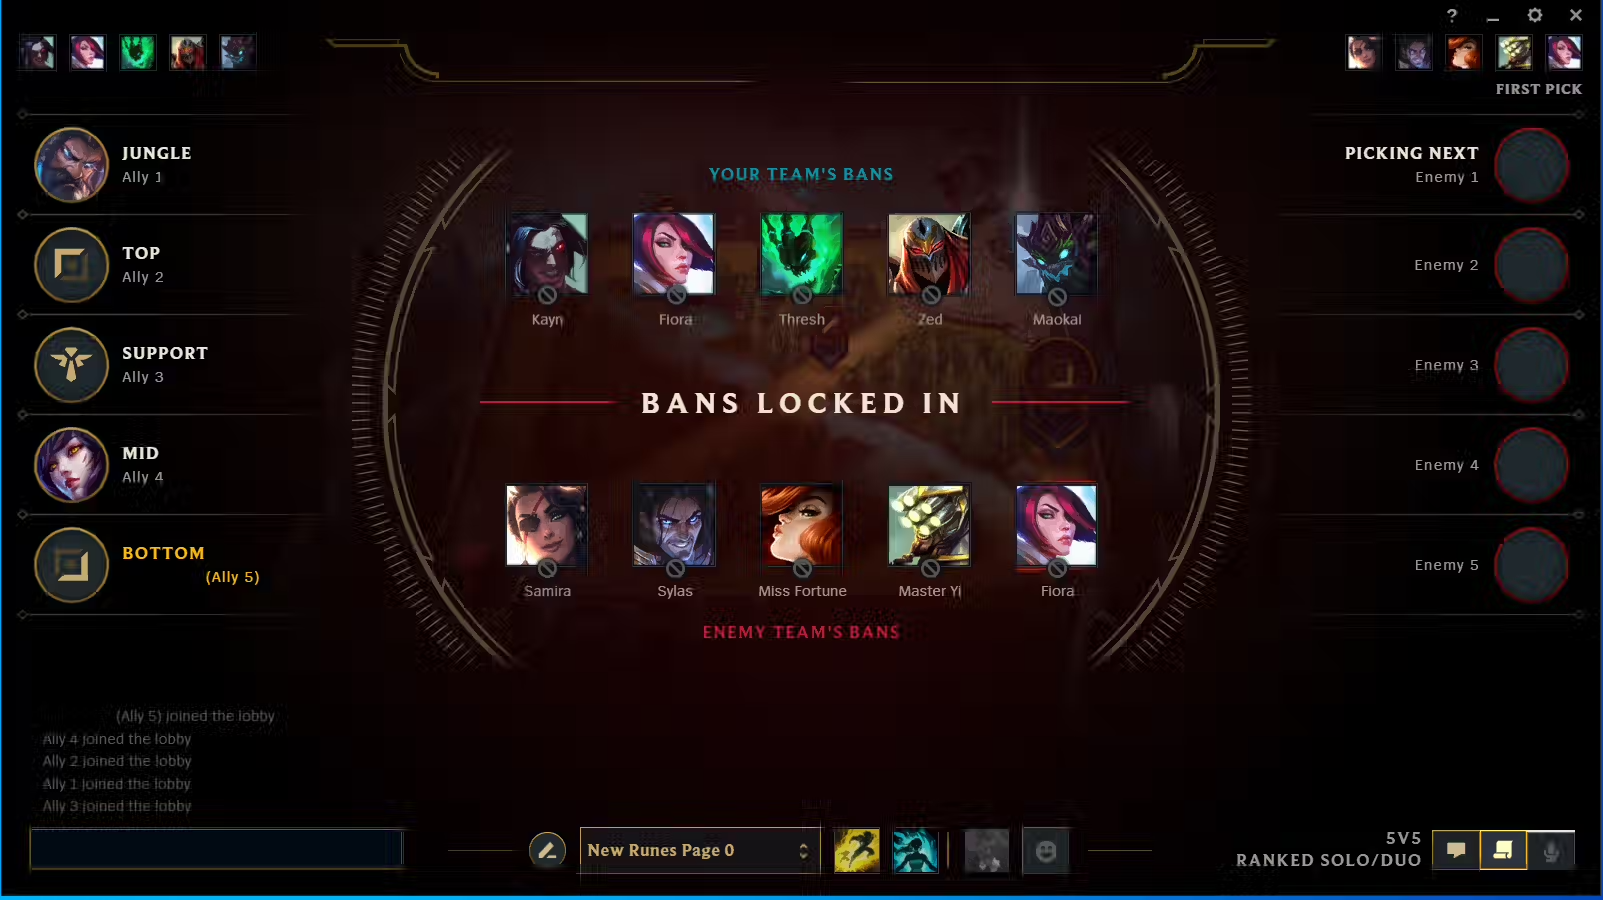 ?
FIRST PICK
JUNGLE
Ally 1
TOP
Ally 2
SUPPORT
Ally 3
MID
Ally 4
BOTTOM
(Ally 5)
YOUR TEAM'S BANS
Kayn
Fiora
Thresh
Zed
Maokai
BANS LOCKED IN
Samira
Sylas
Miss Fortune
Master Yi
Fiora
ENEMY TEAM'S BANS
PICKING NEXT
Enemy 1
Enemy 2
Enemy 3
Enemy 4
Enemy 5
(Ally 5) joined the lobby
Ally 4 joined the lobby
Ally 2 joined the lobby
Ally 1 joined the lobby
Ally 3 joined the lobby
New Runes Page 0
5V5
RANKED SOLO/DUO